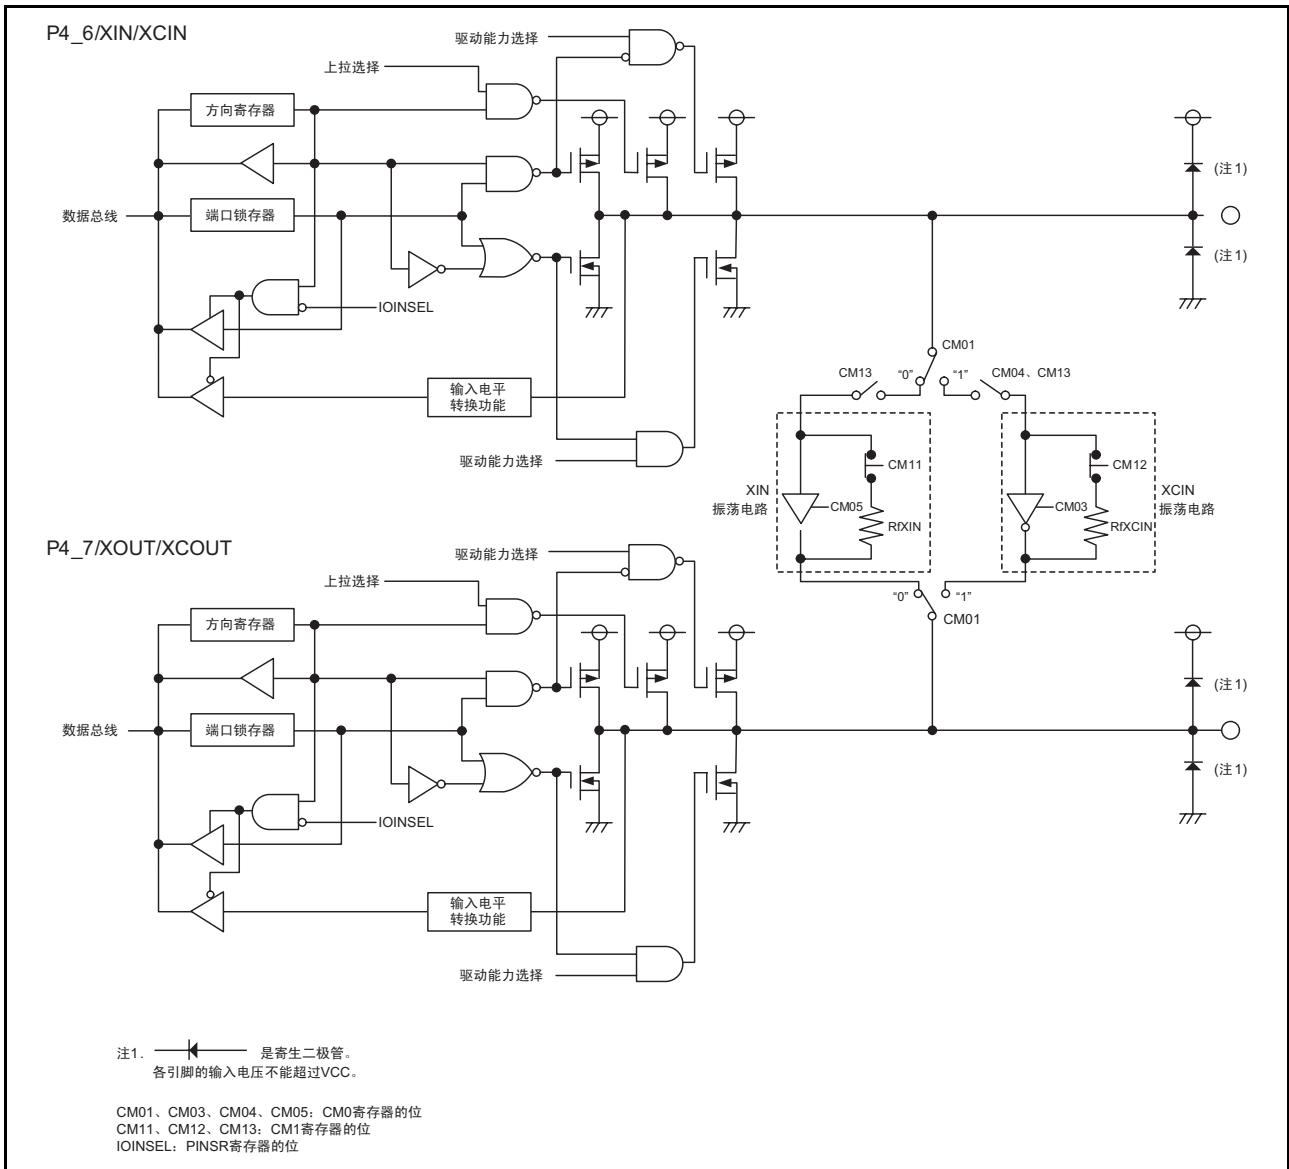 P4_6/XIN/XCIN
驱动能力选择
上拉选择
方向寄存器
(注1)
数据总线
端口锁存器
(注1)
IOINSEL
CM01
CM13
“0”
“1”
CM04、CM13
输入电平
转换功能
驱动能力选择
CM11
CM12
XIN
振荡电路
CM05
RfXIN
CM03
RfXCIN
XCIN
振荡电路
P4_7/XOUT/XCOUT
驱动能力选择
上拉选择
“0”
“1”
CM01
方向寄存器
(注1)
数据总线
端口锁存器
(注1)
IOINSEL
输入电平
转换功能
驱动能力选择
注1. 是寄生二极管。
各引脚的输入电压不能超过VCC。
CM01、CM03、CM04、CM05：CM0寄存器的位
CM11、CM12、CM13：CM1寄存器的位
IOINSEL：PINSR寄存器的位